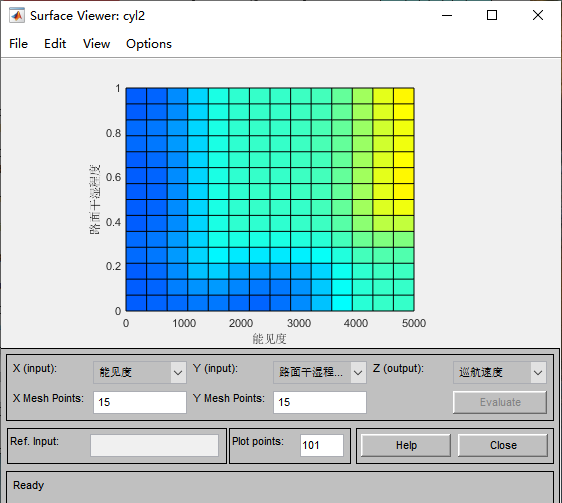 Surface Viewer: cyl2
File Edit View Options
1
0.8
0.6
0.4
0.2
0
路面干湿程度
0 1000 2000 3000 4000 5000
能见度
X (input): 能见度 Y (input): 路面干湿程... Z (output): 巡航速度
X Mesh Points: 15 Y Mesh Points: 15 Evaluate
Ref. Input: Plot points: 101 Help Close
Ready